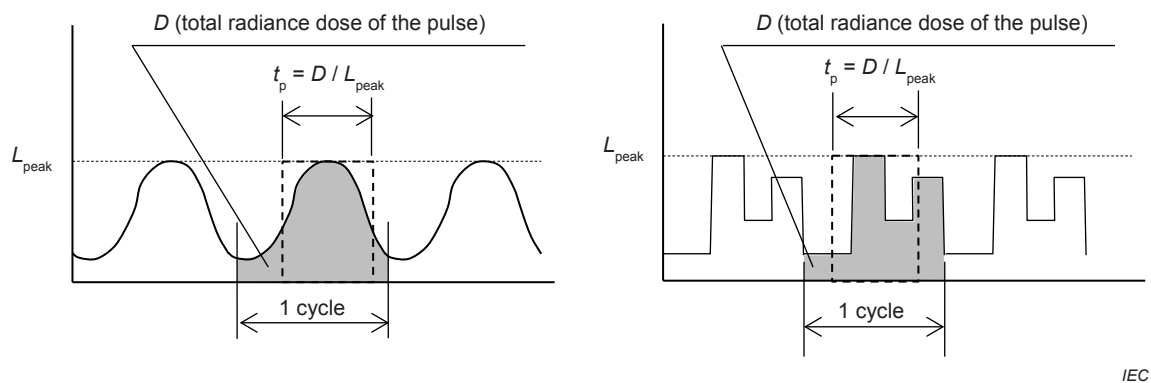 D (total radiance dose of the pulse)
tp = D / Lpeak
Lpeak
1 cycle
D (total radiance dose of the pulse)
tp = D / Lpeak
Lpeak
1 cycle
IEC